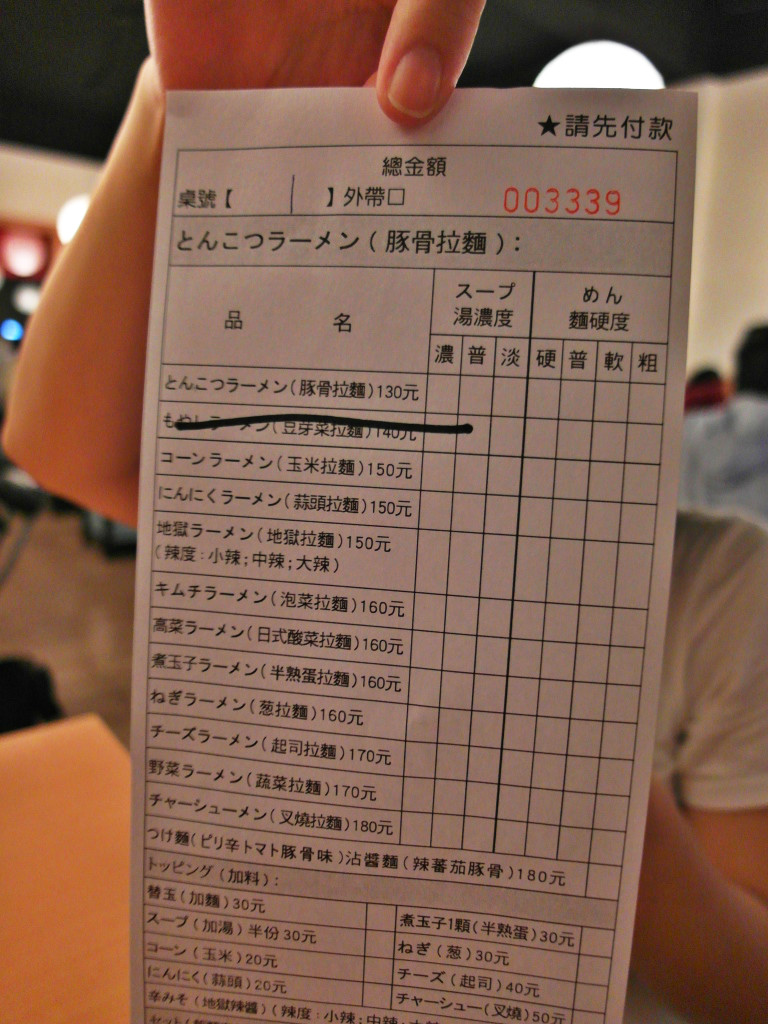 ★請先付款
總金額
桌號【 】外帶□ 003339
とんこつラーメン(豚骨拉麵):
品 名
スープ
湯濃度
めん
麵硬度
濃 普 淡 硬 普 軟 粗
とんこつラーメン(豚骨拉麵)130元
もやしラーメン(豆芽菜拉麵)140元
コーンラーメン(玉米拉麵)150元
にんにくラーメン(蒜頭拉麵)150元
地獄ラーメン(地獄拉麵)150元
(辣度:小辣;中辣;大辣)
キムチラーメン(泡菜拉麵)160元
高菜ラーメン(日式酸菜拉麵)160元
煮玉子ラーメン(半熟蛋拉麵)160元
ねぎラーメン(葱拉麵)160元
チーズラーメン(起司拉麵)170元
野菜ラーメン(蔬菜拉麵)170元
チャーシューメン(叉燒拉麵)180元
つけ麵(ピリ辛トマト豚骨味)沾醬麵(辣蕃茄豚骨)180元
トッピング(加料):
替玉(加麵)30元
煮玉子1顆(半熟蛋)30元
スープ(加湯)半份30元
ねぎ(葱)30元
コーン(玉米)20元
チーズ(起司)40元
にんにく(蒜頭)20元
チャーシュー(叉燒)50元
辛みそ(地獄辣醬)(辣度:小辣;中辣;大辣)